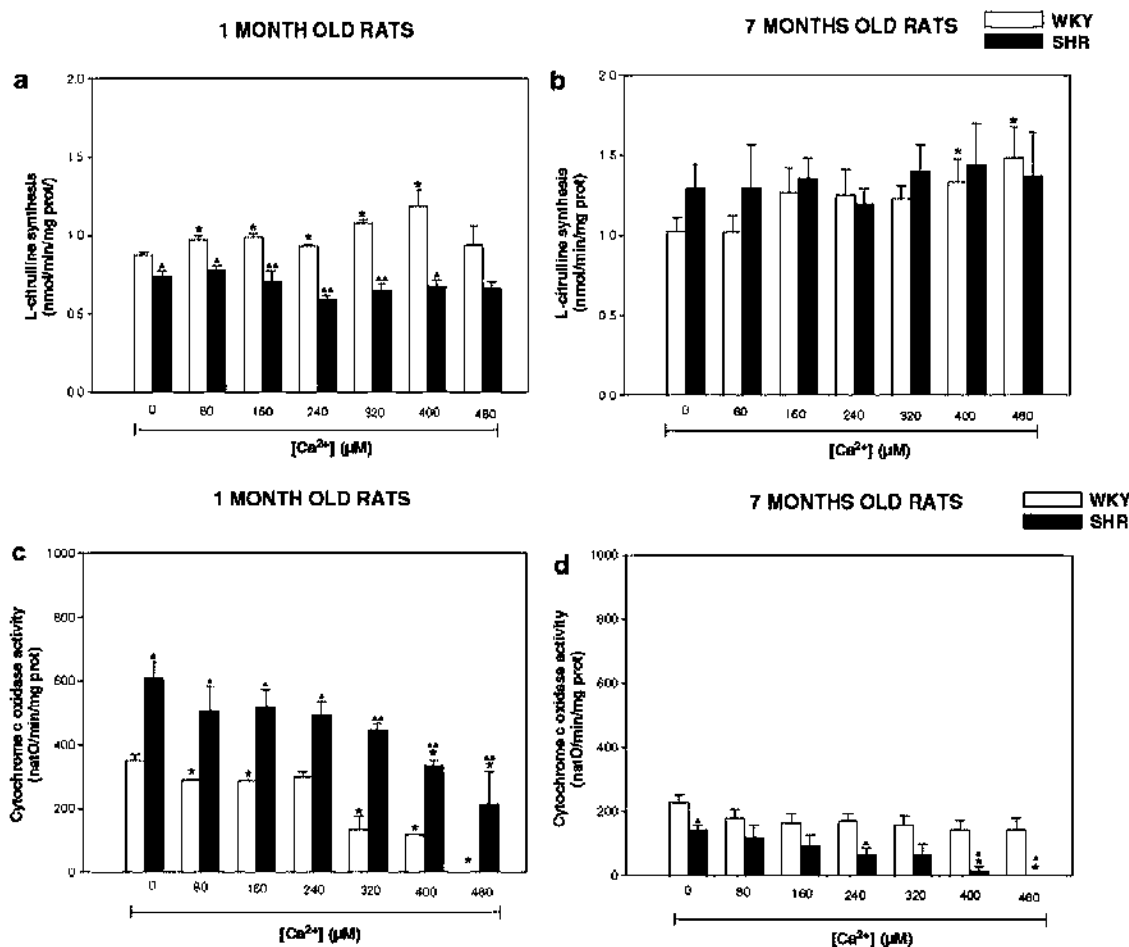 1 MONTH OLD RATS
7 MONTHS OLD RATS
WKY
SHR
a
L-citrulline synthesis
(nmol/min/mg prot/)
2.0
1.5
1.0
0.5
0.0
0 80 160 240 320 400 480
[Ca²⁺] (µM)
b
L-citrulline synthesis
(nmol/min/mg prot)
2.0
1.5
1.0
0.5
0.0
0 80 160 240 320 400 480
[Ca²⁺] (µM)
1 MONTH OLD RATS
7 MONTHS OLD RATS
WKY
SHR
c
Cytochrome c oxidase activity
(natO/min/mg prot)
1000
800
600
400
200
0
0 80 160 240 320 400 480
[Ca²⁺] (µM)
d
Cytochrome c oxidase activity
(natO/min/mg prot)
1000
800
600
400
200
0
0 80 160 240 320 400 480
[Ca²⁺] (µM)